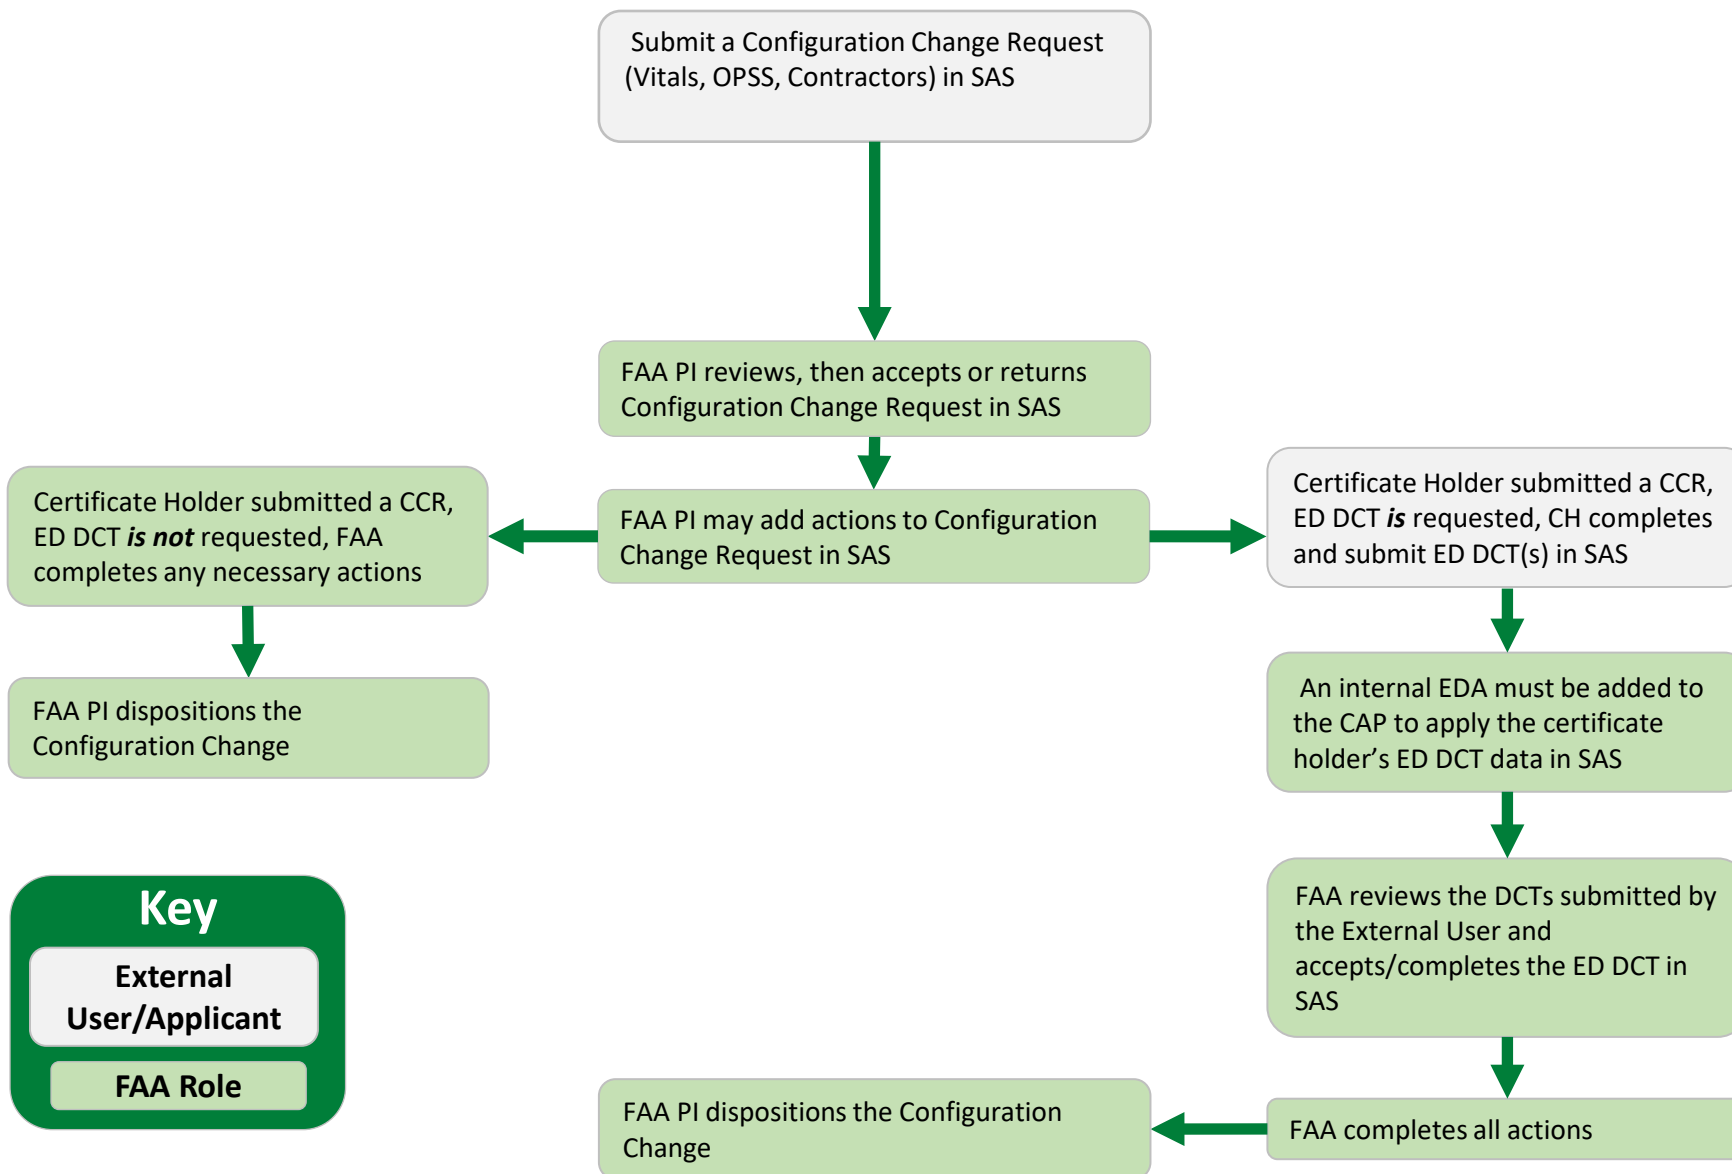 Submit a Configuration Change Request
(Vitals, OPSS, Contractors) in SAS
FAA PI reviews, then accepts or returns
Configuration Change Request in SAS
FAA PI may add actions to Configuration
Change Request in SAS
Certificate Holder submitted a CCR,
ED DCT is not requested, FAA
completes any necessary actions
FAA PI dispositions the
Configuration Change
Certificate Holder submitted a CCR,
ED DCT is requested, CH completes
and submit ED DCT(s) in SAS
An internal EDA must be added to
the CAP to apply the certificate
holder’s ED DCT data in SAS
FAA reviews the DCTs submitted by
the External User and
accepts/completes the ED DCT in
SAS
FAA completes all actions
FAA PI dispositions the Configuration
Change
Key
External
User/Applicant
FAA Role